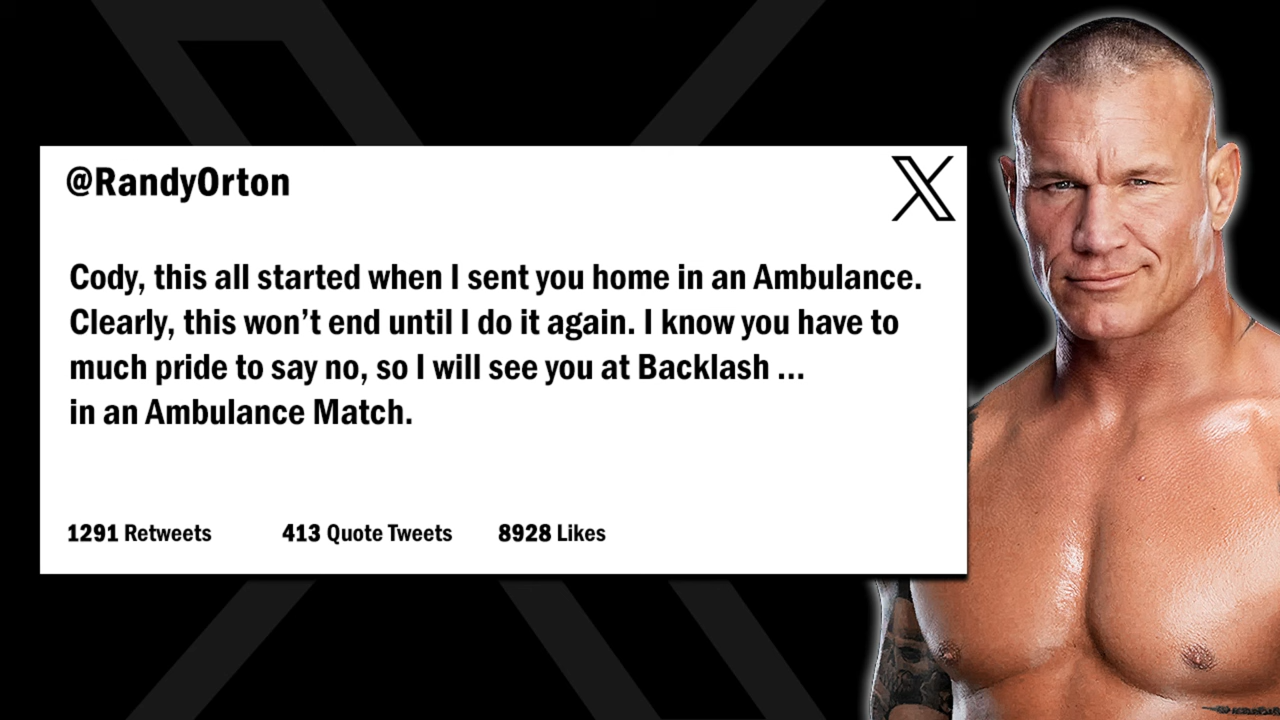 @RandyOrton
Cody, this all started when I sent you home in an Ambulance.
Clearly, this won’t end until I do it again. I know you have to
much pride to say no, so I will see you at Backlash ...
in an Ambulance Match.
1291 Retweets 413 Quote Tweets 8928 Likes